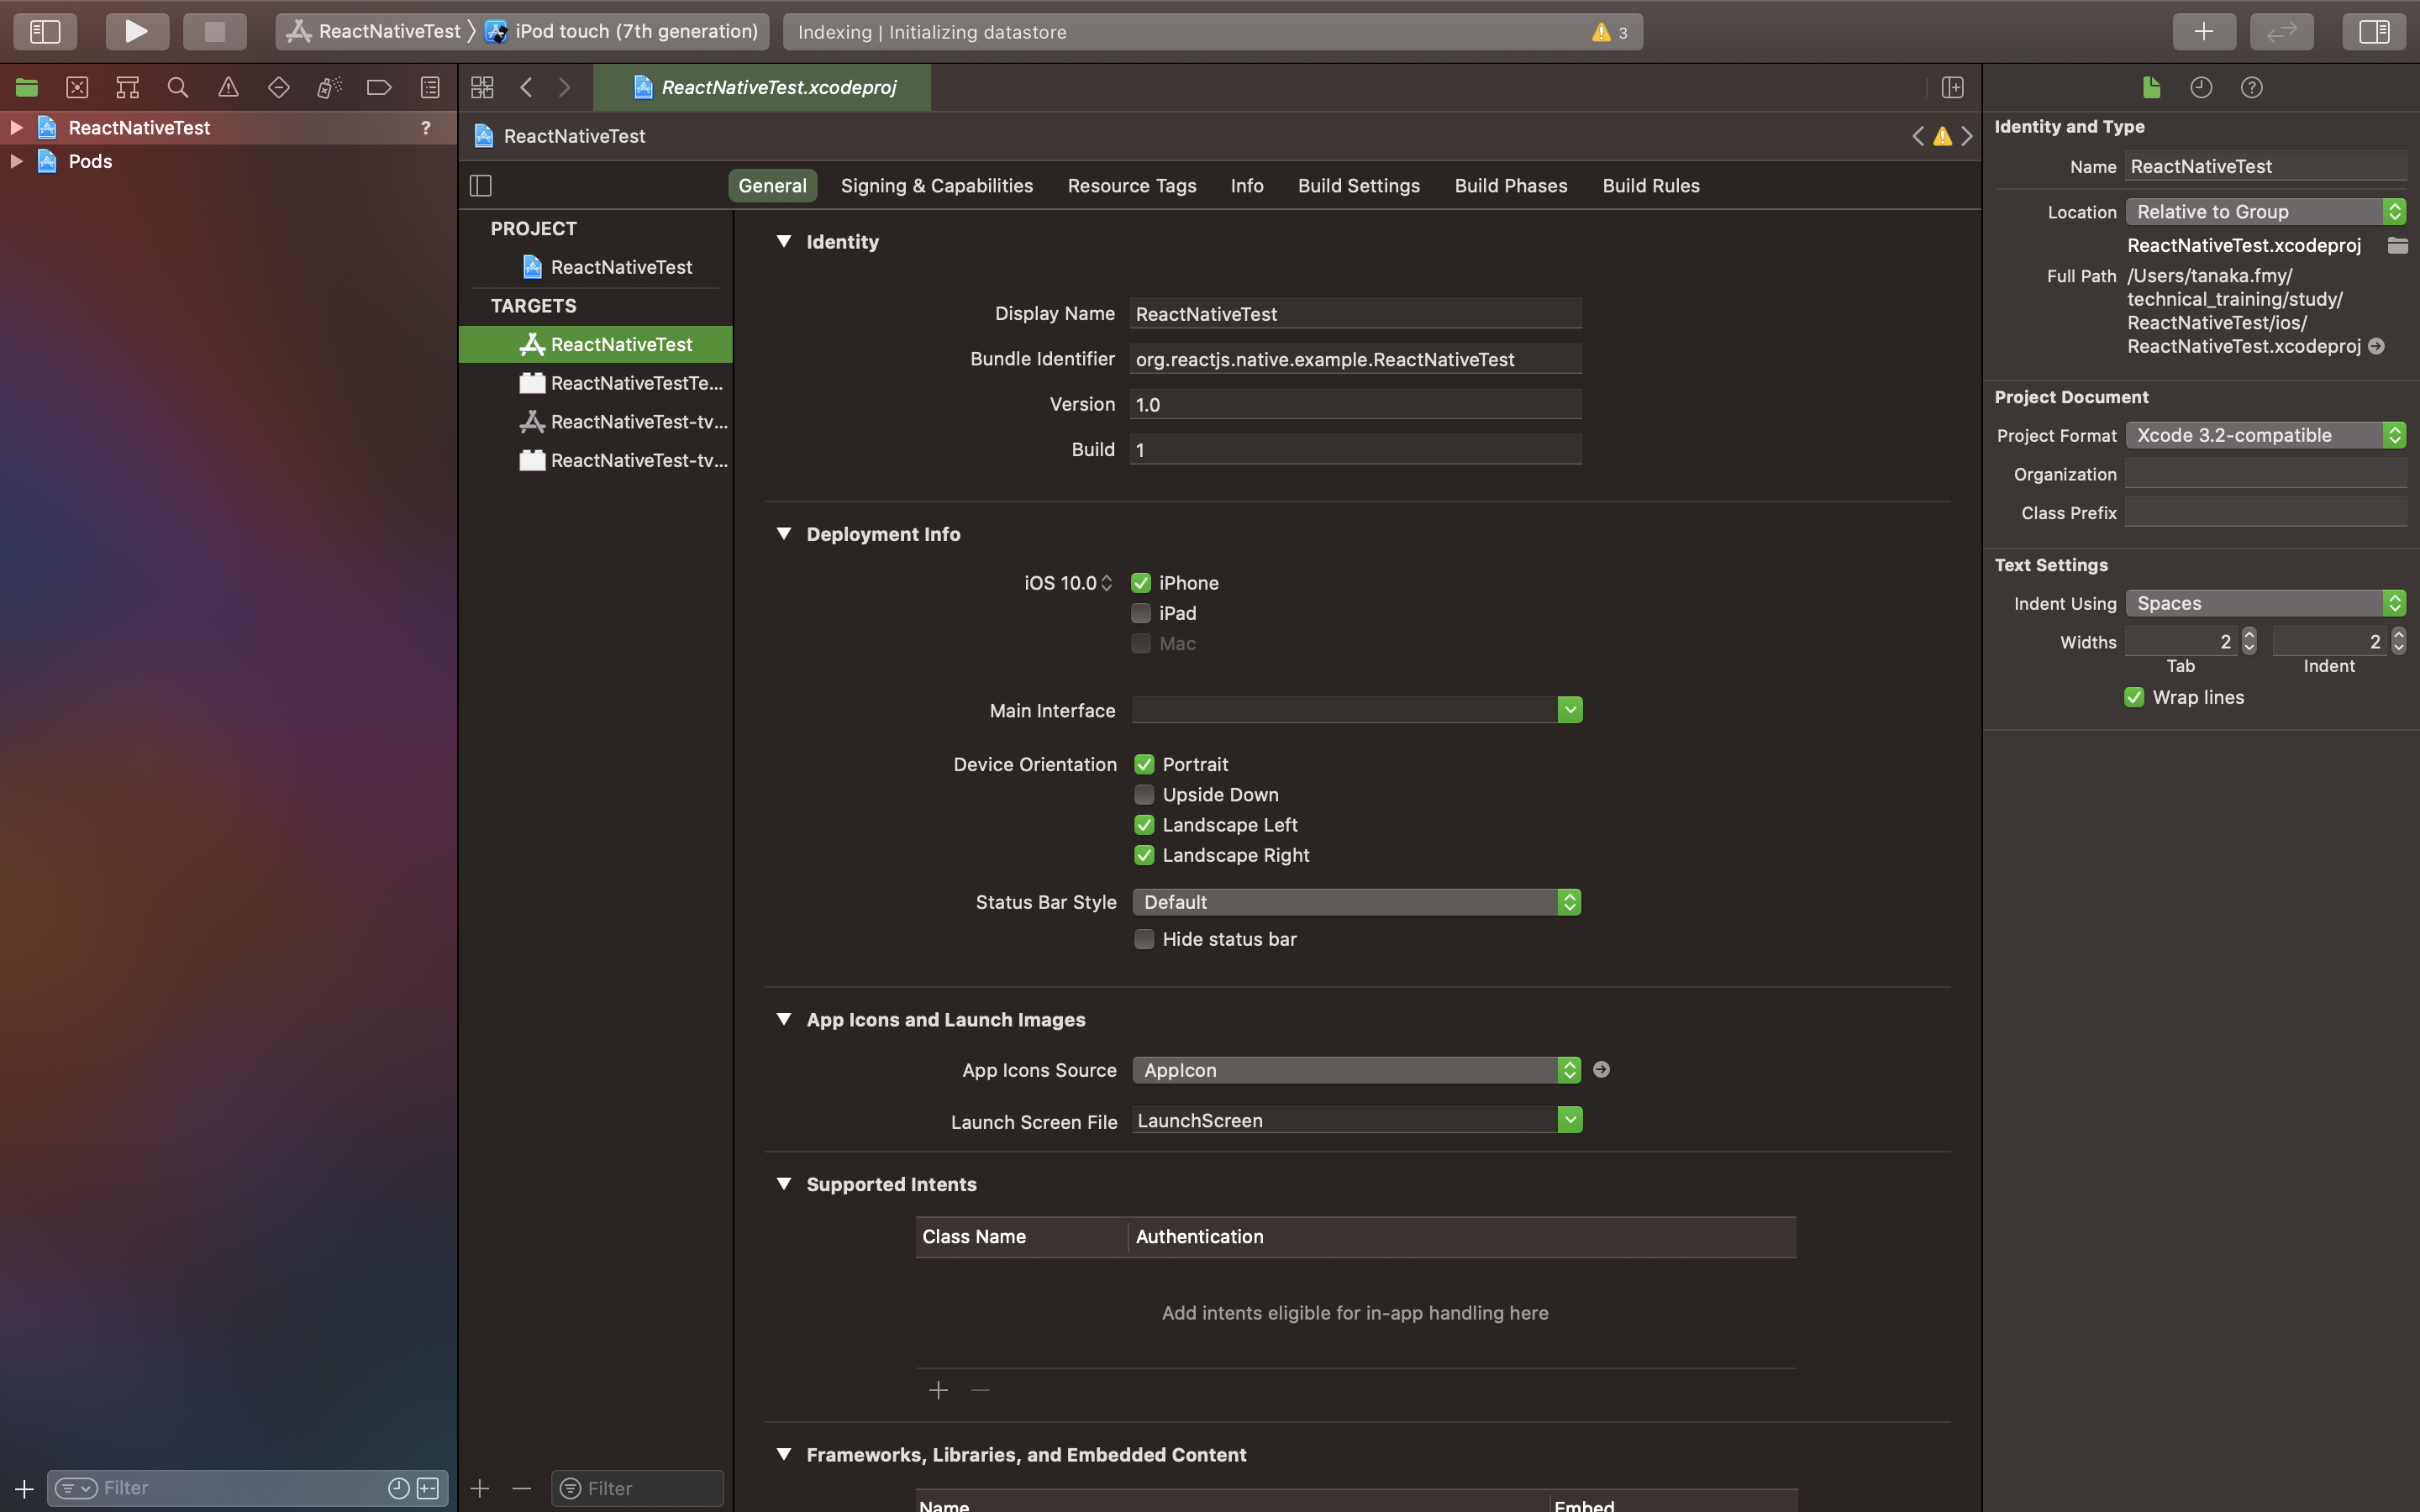 ReactNativeTest
iPod touch (7th generation)
Indexing | Initializing datastore
3
ReactNativeTest.xcodeproj
ReactNativeTest
?
Pods
ReactNativeTest
General
Signing & Capabilities
Resource Tags
Info
Build Settings
Build Phases
Build Rules
PROJECT
ReactNativeTest
TARGETS
ReactNativeTest
ReactNativeTestTe...
ReactNativeTest-tv...
ReactNativeTest-tv...
Identity
Display Name ReactNativeTest
Bundle Identifier org.reactjs.native.example.ReactNativeTest
Version 1.0
Build 1
Deployment Info
iOS 10.0 iPhone
iPad
Mac
Main Interface
Device Orientation Portrait
Upside Down
Landscape Left
Landscape Right
Status Bar Style Default
Hide status bar
App Icons and Launch Images
App Icons Source AppIcon
Launch Screen File LaunchScreen
Supported Intents
Class Name Authentication
Add intents eligible for in-app handling here
Frameworks, Libraries, and Embedded Content
Name Embed
Filter
Filter
Identity and Type
Name ReactNativeTest
Location Relative to Group
ReactNativeTest.xcodeproj
Full Path /Users/tanaka.fmy/
technical_training/study/
ReactNativeTest/ios/
ReactNativeTest.xcodeproj
Project Document
Project Format Xcode 3.2-compatible
Organization
Class Prefix
Text Settings
Indent Using Spaces
Widths 2 2
Tab Indent
Wrap lines